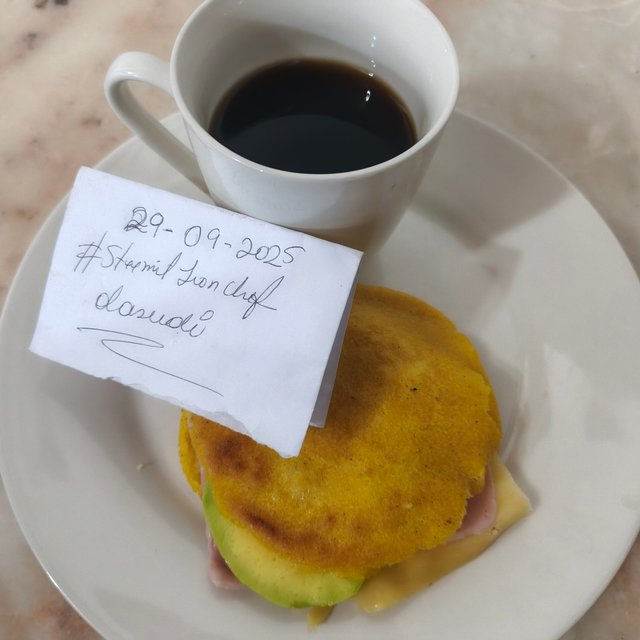 29-09-2025
#Steemit Iron chef
dasudi